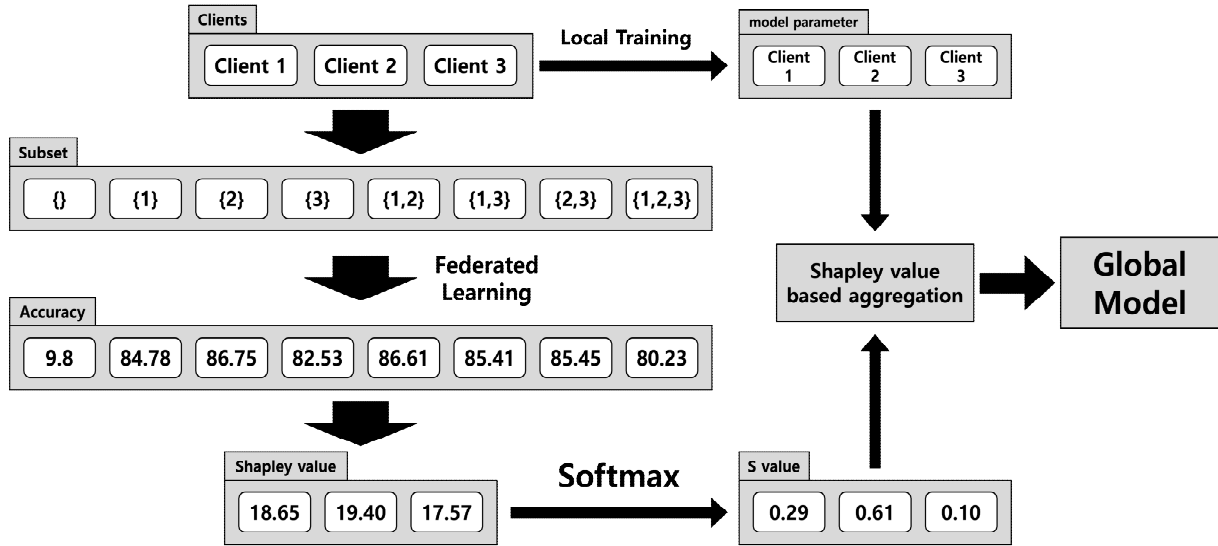 Clients
Client 1 Client 2 Client 3
Local Training
model parameter
Client
1
Client
2
Client
3
Subset
{} {1} {2} {3} {1,2} {1,3} {2,3} {1,2,3}
Federated
Learning
Shapley value
based aggregation
Global
Model
Accuracy
9.8 84.78 86.75 82.53 86.61 85.41 85.45 80.23
Shapley value
18.65 19.40 17.57
Softmax
S value
0.29 0.61 0.10